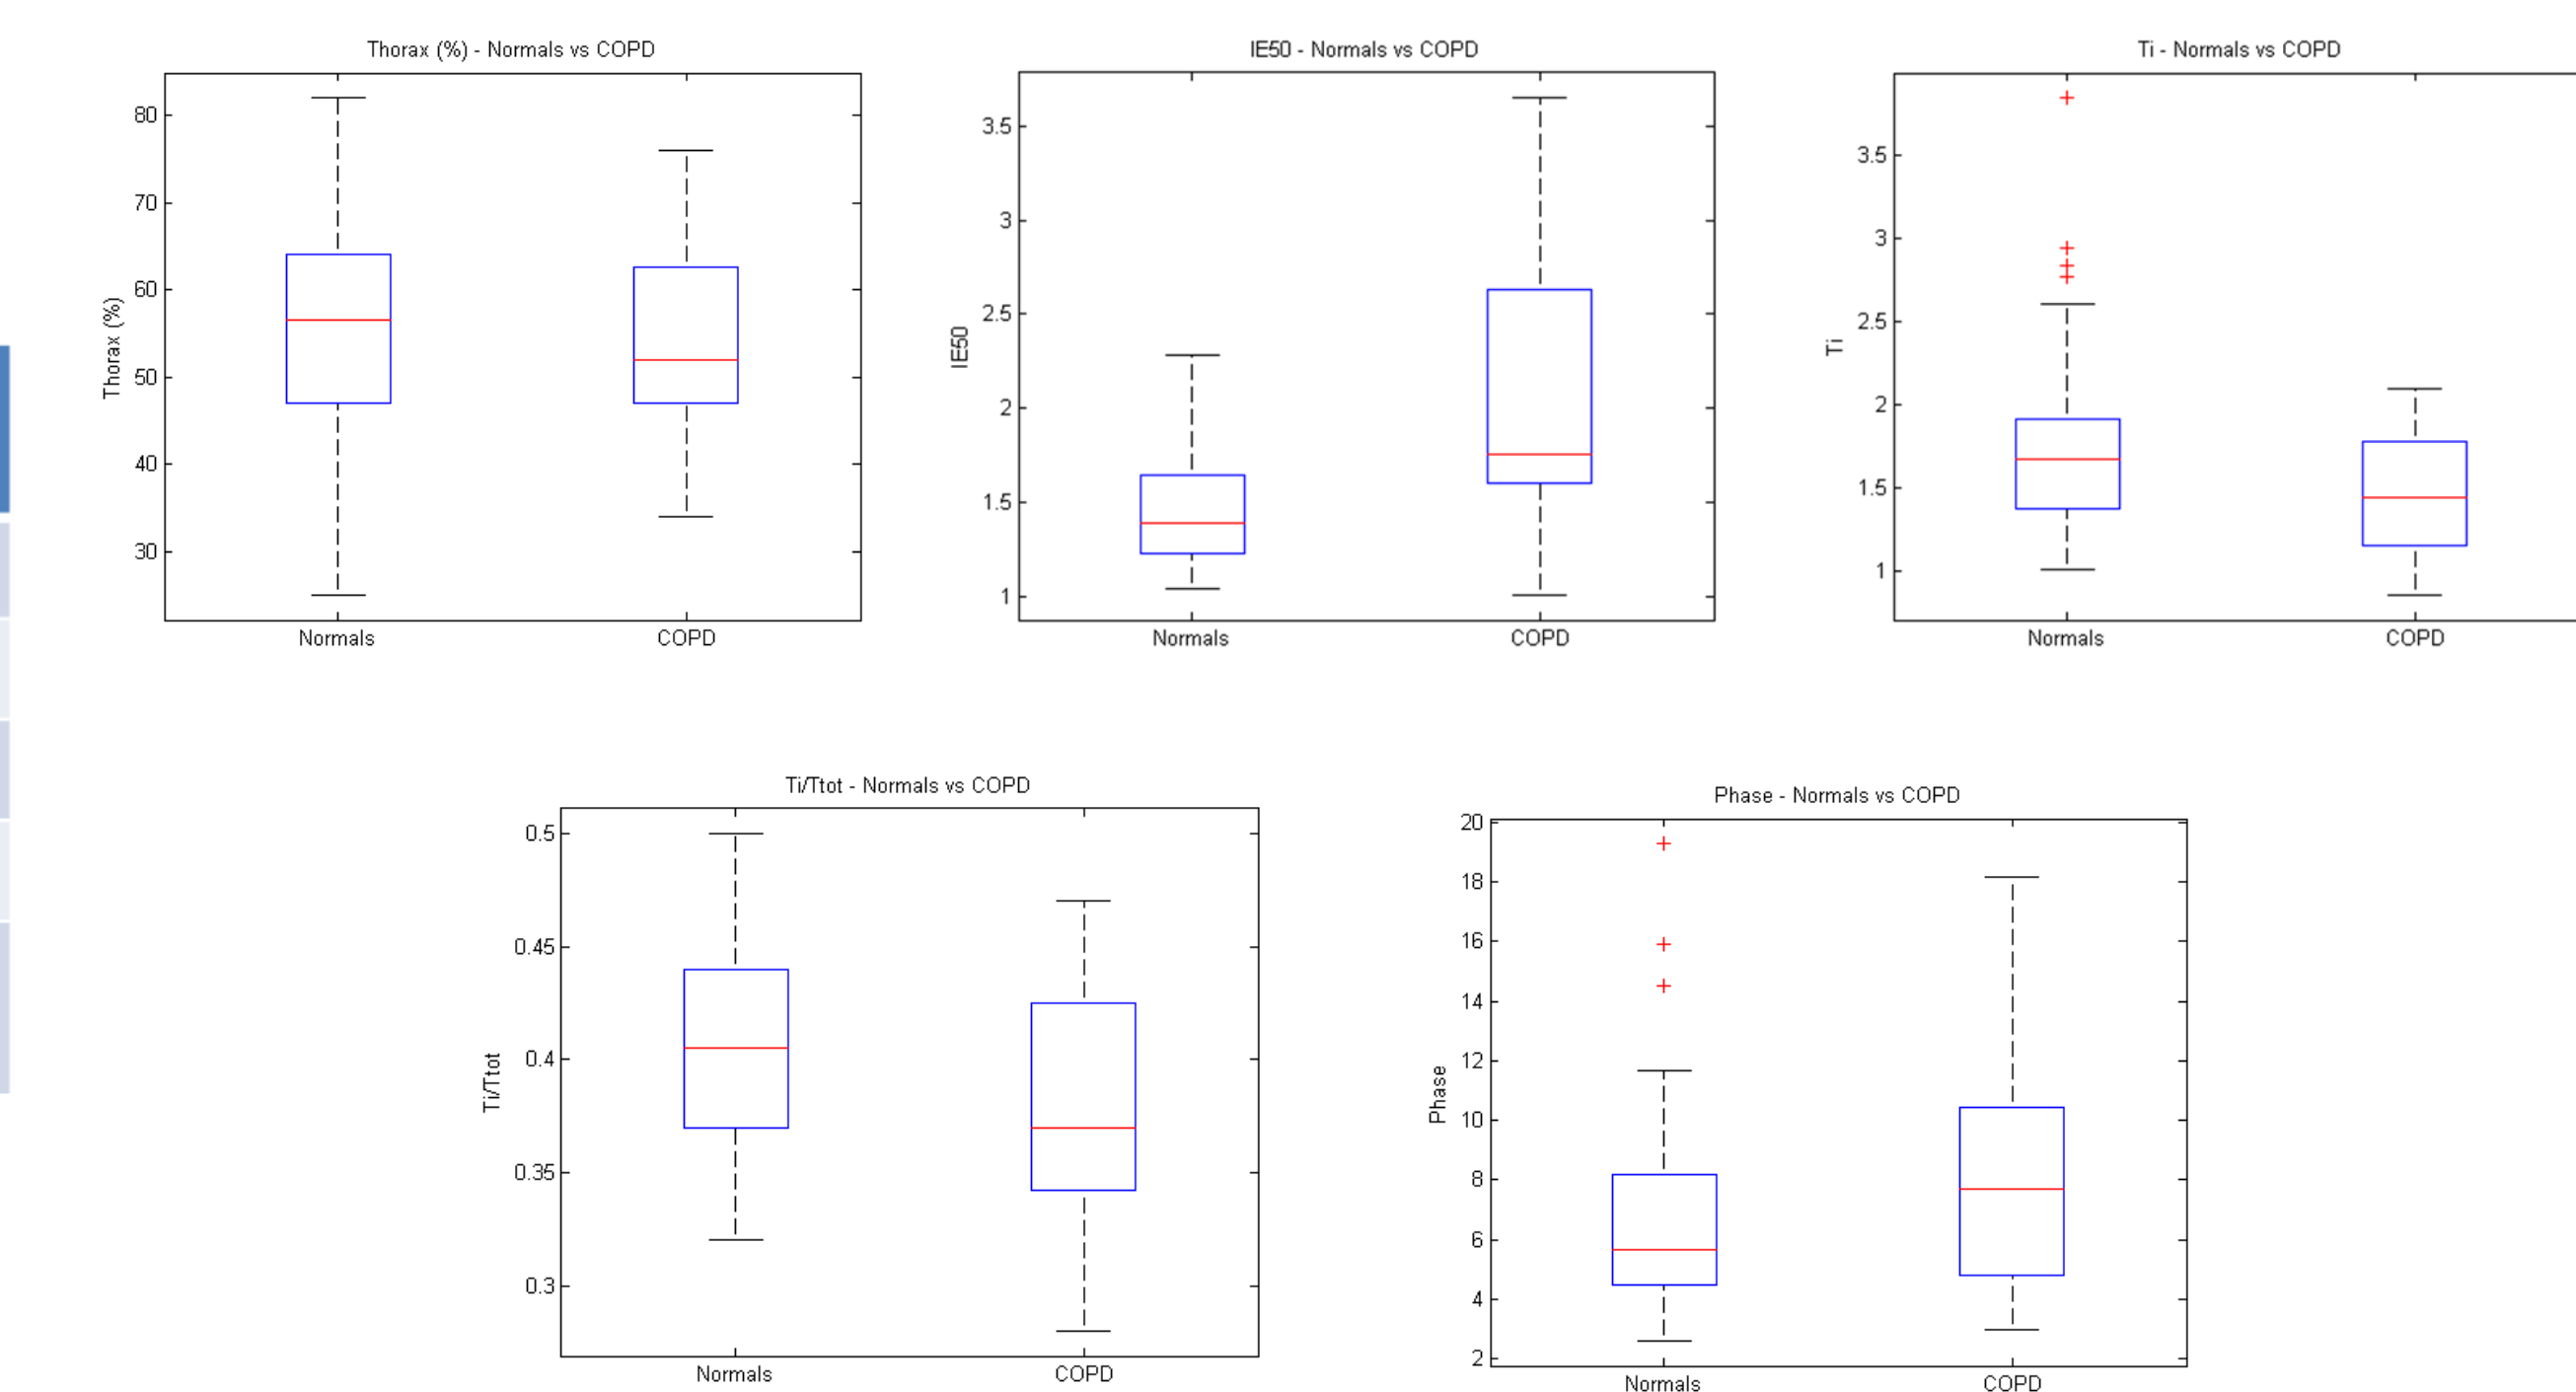 Thorax (%) - Normals vs COPD
Thorax (%)
80
70
60
50
40
30
Normals COPD
IE50 - Normals vs COPD
IE50
3.5
3
2.5
2
1.5
1
Normals COPD
Ti - Normals vs COPD
Ti
3.5
3
2.5
2
1.5
1
Normals COPD
Ti/Ttot - Normals vs COPD
Ti/Ttot
0.5
0.45
0.4
0.35
0.3
Normals COPD
Phase - Normals vs COPD
Phase
20
18
16
14
12
10
8
6
4
2
Normals COPD